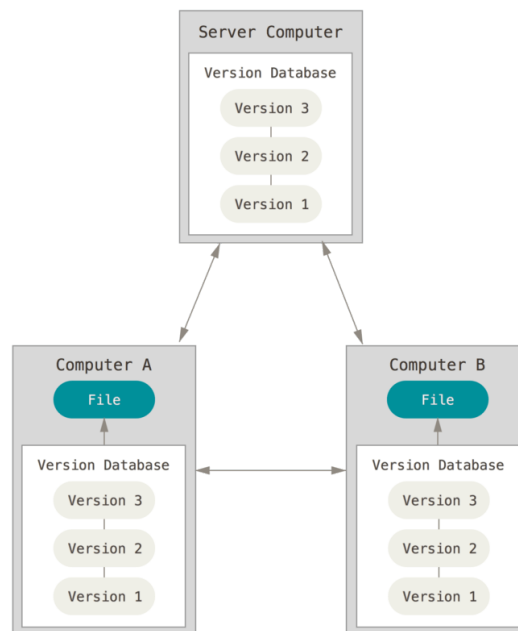 Server Computer
Version Database
Version 3
Version 2
Version 1
Computer A
File
Version Database
Version 3
Version 2
Version 1
Computer B
File
Version Database
Version 3
Version 2
Version 1